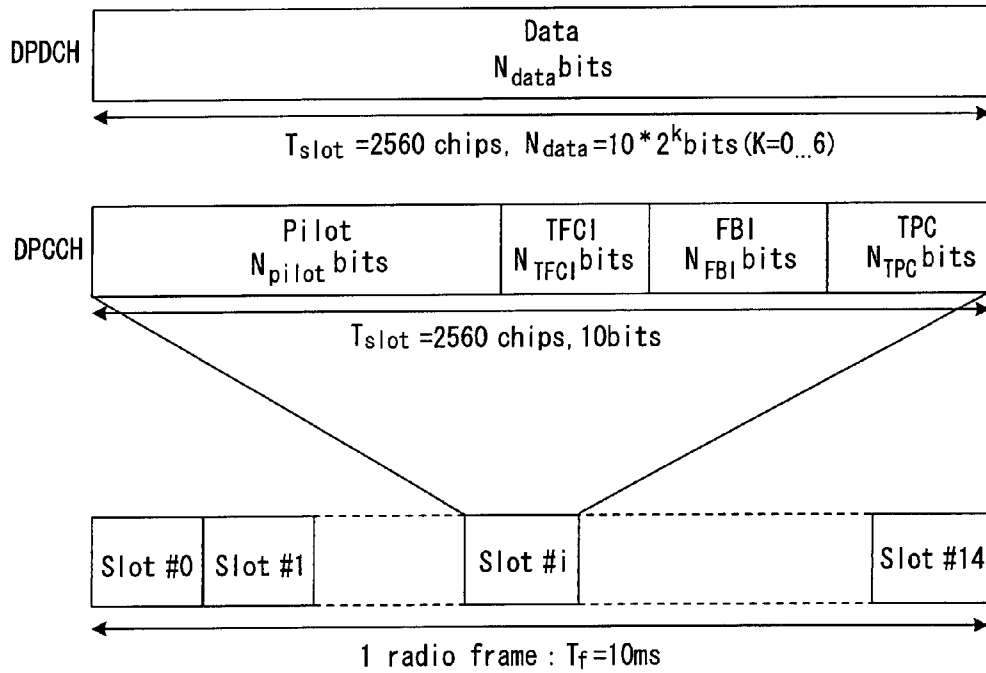 DPDCH
Data
N_data bits
T_slot =2560 chips, N_data=10*2^k bits (K=0...6)
DPCCH
Pilot
N_pilot bits
TFCI
N_TFCI bits
FBI
N_FBI bits
TPC
N_TPC bits
T_slot =2560 chips, 10bits
Slot #0
Slot #1
Slot #i
Slot #14
1 radio frame : T_f=10ms